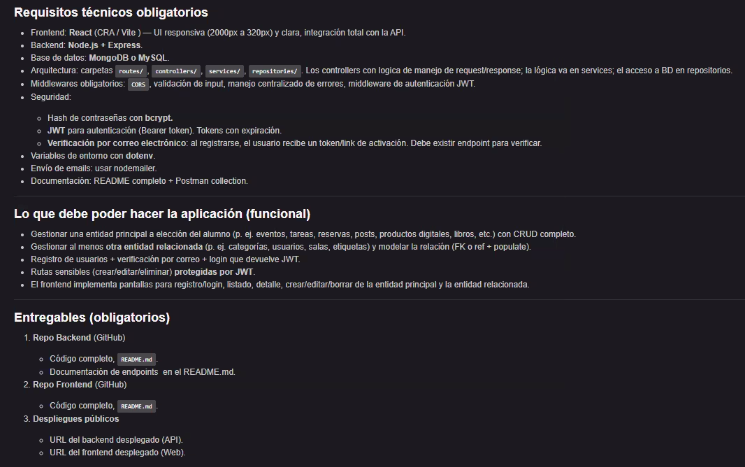 Requisitos técnicos obligatorios
Frontend: React (CRA / Vite ) — UI responsiva (2000px a 320px) y clara, integración total con la API.
Backend: Node.js + Express.
Base de datos: MongoDB o MySQL.
Arquitectura: carpetas routes/, controllers/, services/, repositories/. Los controllers con logica de manejo de request/response; la lógica va en services; el acceso a BD en repositorios.
Middlewares obligatorios: CORS, validación de input, manejo centralizado de errores, middleware de autenticación JWT.
Seguridad:
Hash de contraseñas con bcrypt.
JWT para autenticación (Bearer token). Tokens con expiración.
Verificación por correo electrónico: al registrarse, el usuario recibe un token/link de activación. Debe existir endpoint para verificar.
Variables de entorno con dotenv.
Envío de emails: usar nodemailer.
Documentación: README completo + Postman collection.
Lo que debe poder hacer la aplicación (funcional)
Gestionar una entidad principal a elección del alumno (p. ej. eventos, tareas, reservas, posts, productos digitales, libros, etc.) con CRUD completo.
Gestionar al menos otra entidad relacionada (p. ej. categorías, usuarios, salas, etiquetas) y modelar la relación (FK o ref + populate).
Registro de usuarios + verificación por correo + login que devuelve JWT.
Rutas sensibles (crear/editar/eliminar) protegidas por JWT.
El frontend implementa pantallas para registro/login, listado, detalle, crear/editar/borrar de la entidad principal y la entidad relacionada.
Entregables (obligatorios)
1. Repo Backend (GitHub)
Código completo, README.md.
Documentación de endpoints en el README.md.
2. Repo Frontend (GitHub)
Código completo, README.md.
3. Despliegues públicos
URL del backend desplegado (API).
URL del frontend desplegado (Web).